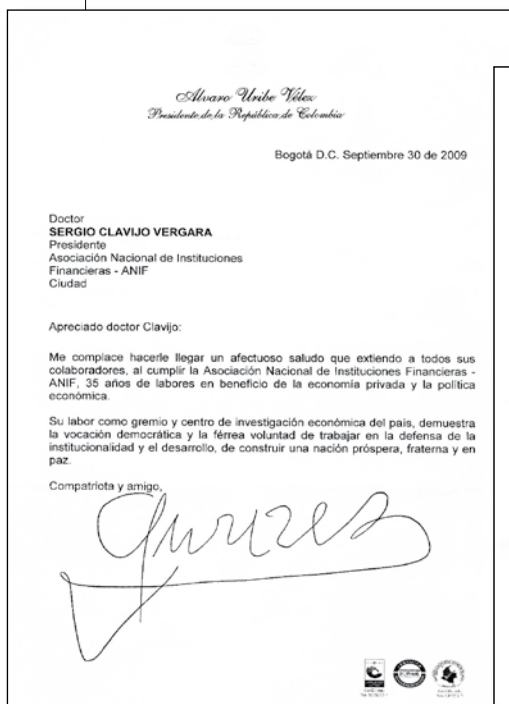 Alvaro Uribe Vélez
Presidente de la República de Colombia
Bogotá D.C. Septiembre 30 de 2009
Doctor
SERGIO CLAVIJO VERGARA
Presidente
Asociación Nacional de Instituciones
Financieras - ANIF
Ciudad
Apreciado doctor Clavijo:
Me complace hacerle llegar un afectuoso saludo que extiendo a todos sus
colaboradores, al cumplir la Asociación Nacional de Instituciones Financieras -
ANIF, 35 años de labores en beneficio de la economía privada y la política
económica.
Su labor como gremio y centro de investigación económica del país, demuestra
la vocación democrática y la férrea voluntad de trabajar en la defensa de la
institucionalidad y el desarrollo, de construir una nación próspera, fraterna y en
paz.
Compatriota y amigo,